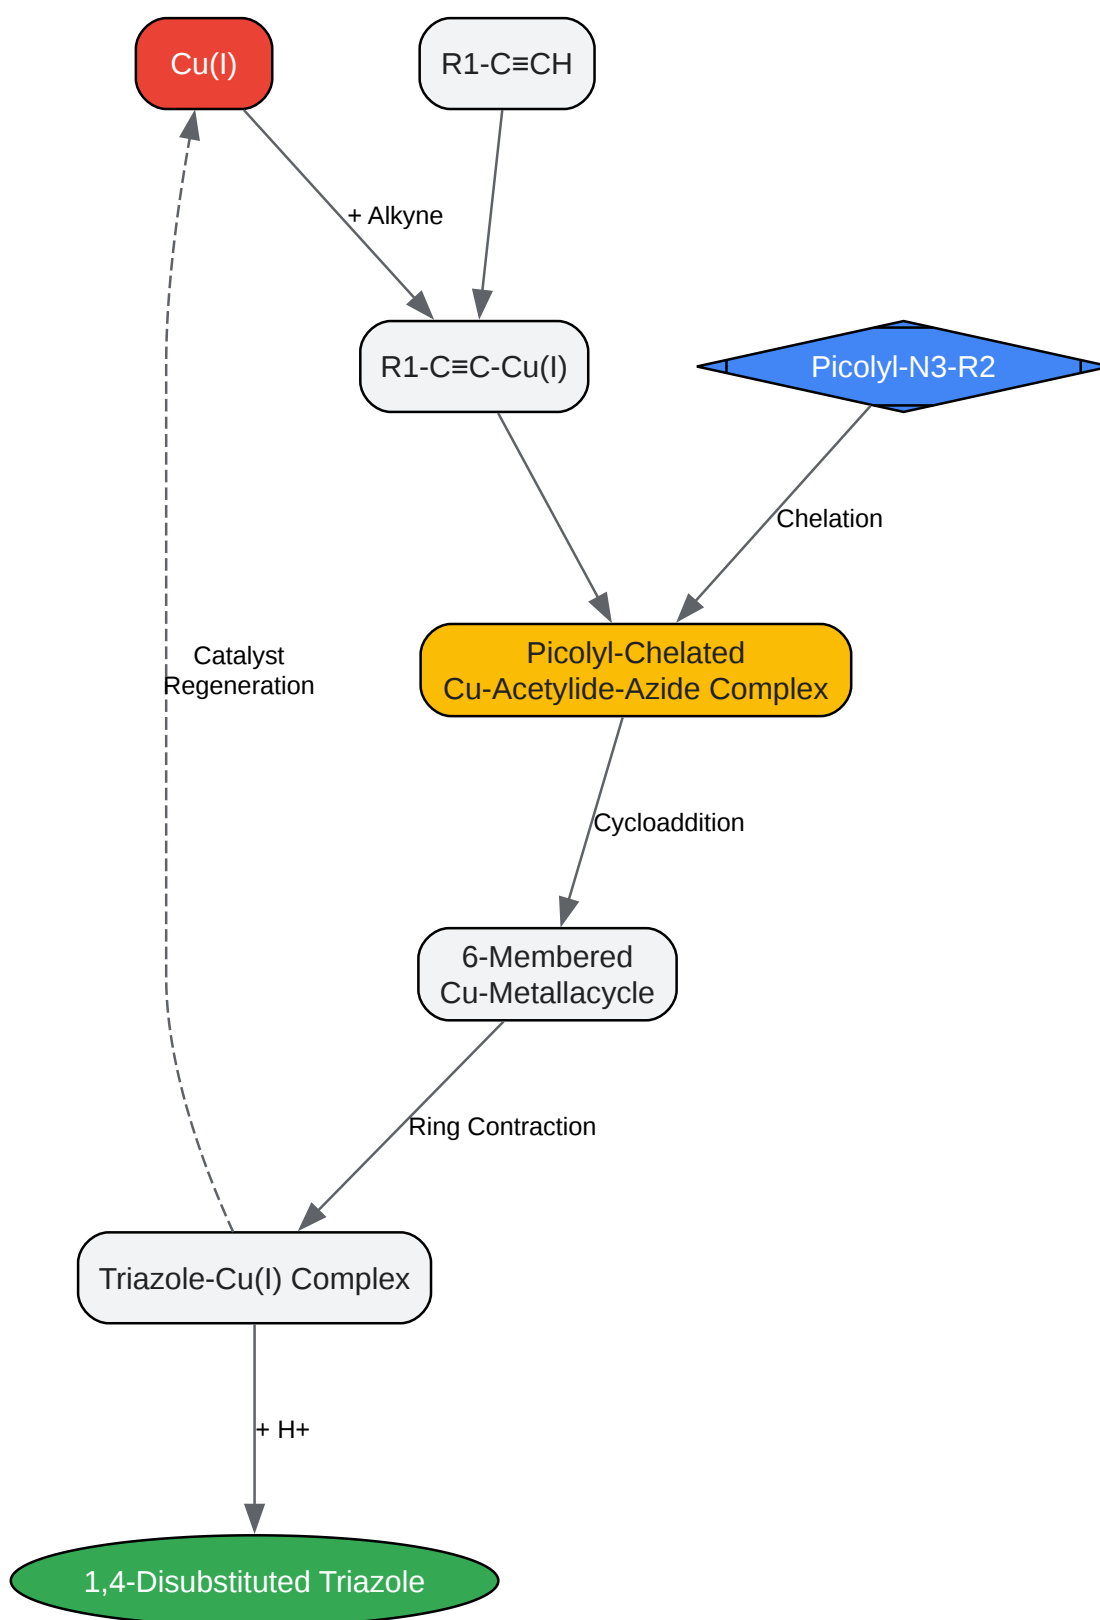 Cu(I)
R1-C≡CH
+ Alkyne
R1-C≡C-Cu(I)
Picolyl-N3-R2
Chelation
Picolyl-Chelated
Cu-Acetylide-Azide Complex
Catalyst
Regeneration
Cycloaddition
6-Membered
Cu-Metallacycle
Ring Contraction
Triazole-Cu(I) Complex
+ H+
1,4-Disubstituted Triazole